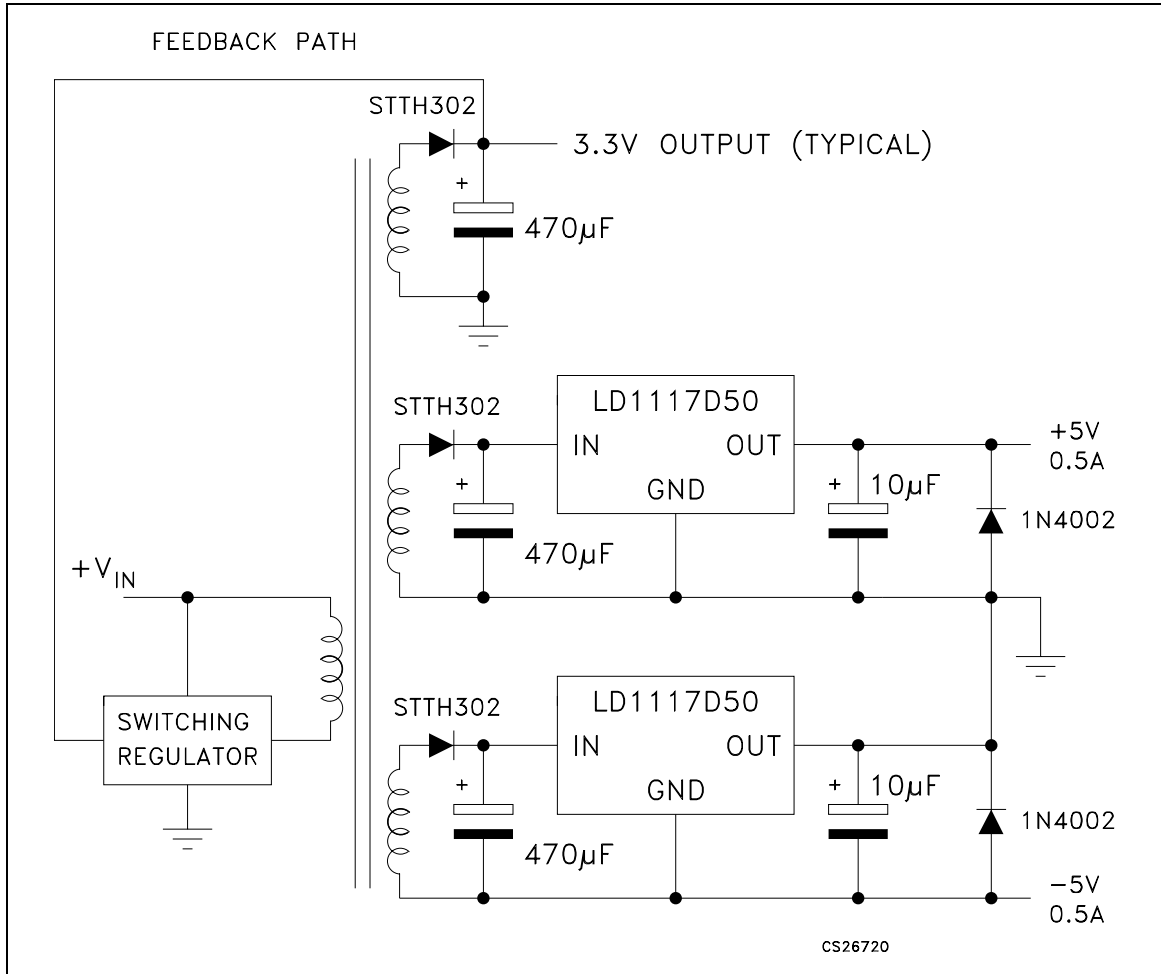 FEEDBACK PATH
STTH302
3.3V OUTPUT (TYPICAL)
+
470µF
STTH302
LD1117D50
IN
OUT
GND
+
470µF
+
10µF
+5V
0.5A
1N4002
+VIN
SWITCHING
REGULATOR
STTH302
LD1117D50
IN
OUT
GND
+
470µF
+
10µF
1N4002
-5V
0.5A
CS26720